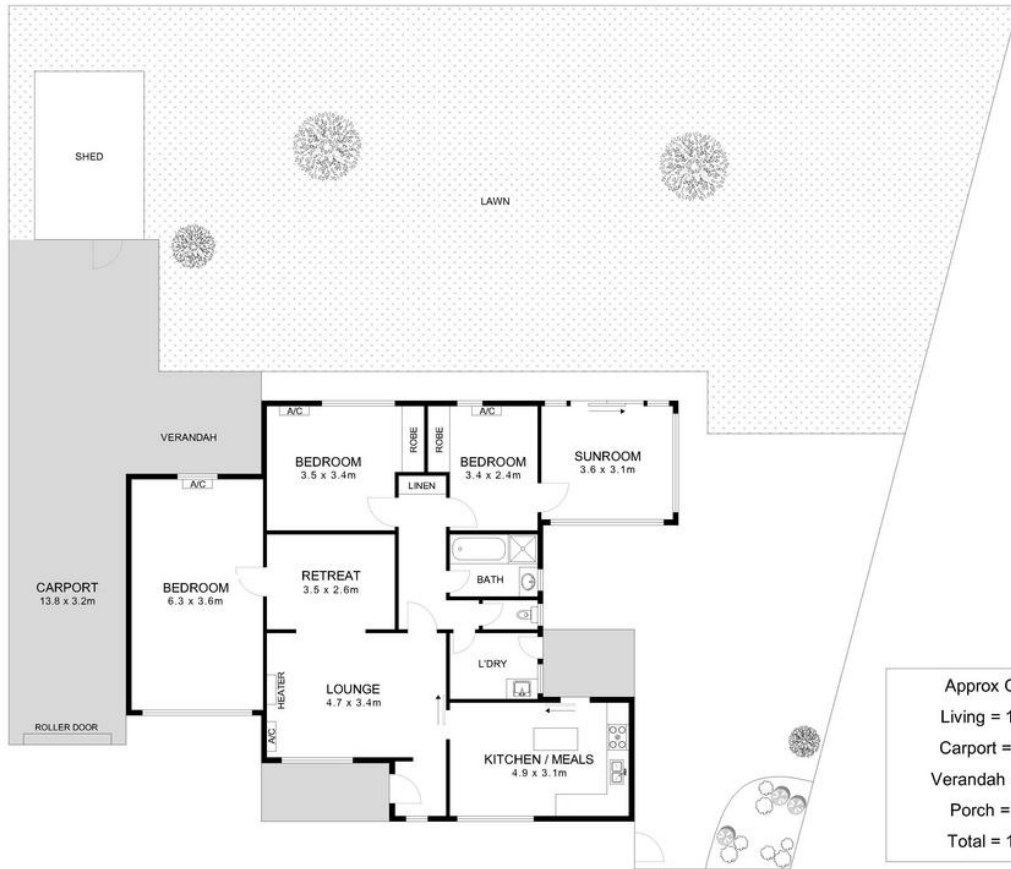 SHED
LAWN
VERANDAH
A/C
ROBE
ROBE
A/C
BEDROOM
3.5 x 3.4m
BEDROOM
3.4 x 2.4m
SUNROOM
3.6 x 3.1m
LINEN
A/C
CARPORT
13.8 x 3.2m
BEDROOM
6.3 x 3.6m
RETREAT
3.5 x 2.6m
BATH
L'DRY
HEATER
LOUNGE
4.7 x 3.4m
A/C
ROLLER DOOR
KITCHEN / MEALS
4.9 x 3.1m
Approx
Living = 1
Carport =
Verandah
Porch =
Total = 1